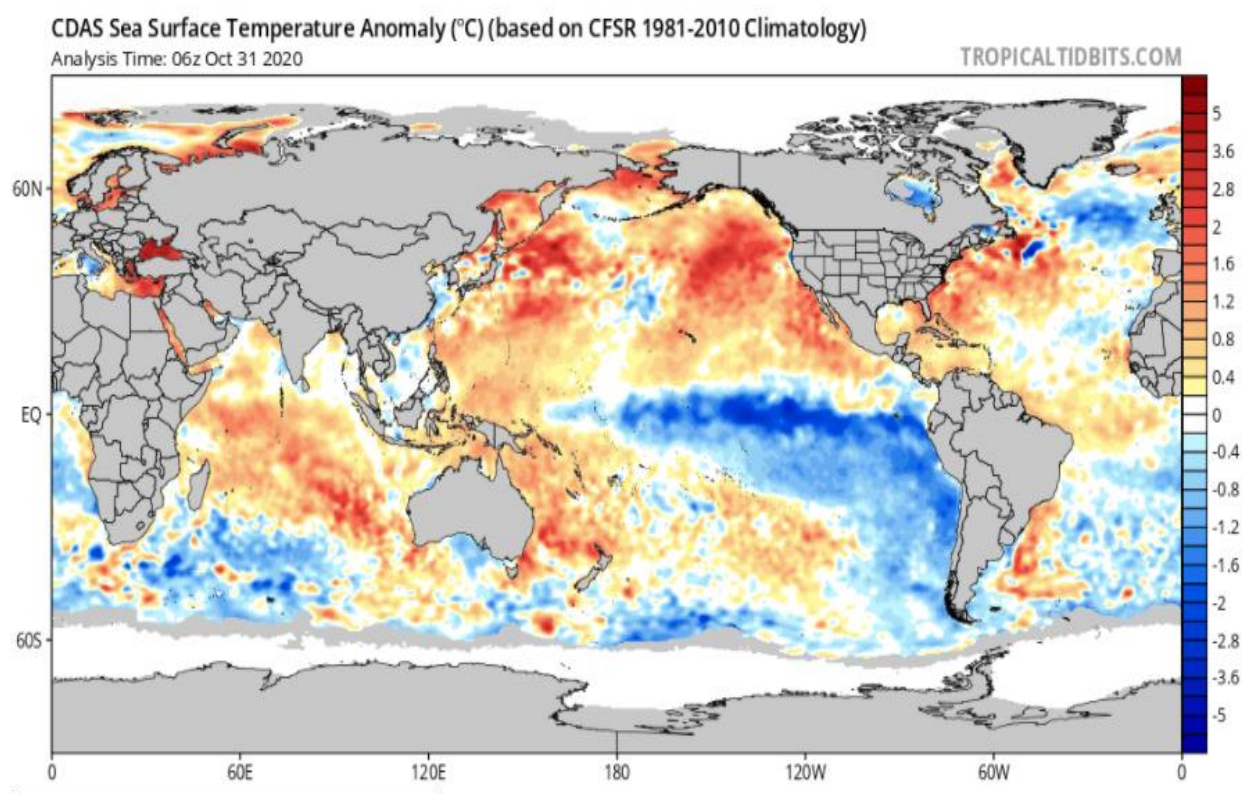 CDAS Sea Surface Temperature Anomaly (°C) (based on CFSR 1981-2010 Climatology)
Analysis Time: 06z Oct 31 2020
TROPICALTIDBITS.COM
5
3.6
2.8
2
1.6
1.2
0.8
0.4
0
-0.4
-0.8
-1.2
-1.6
-2
-2.8
-3.6
-5
60N
EQ
60S
0 60E 120E 180 120W 60W 0